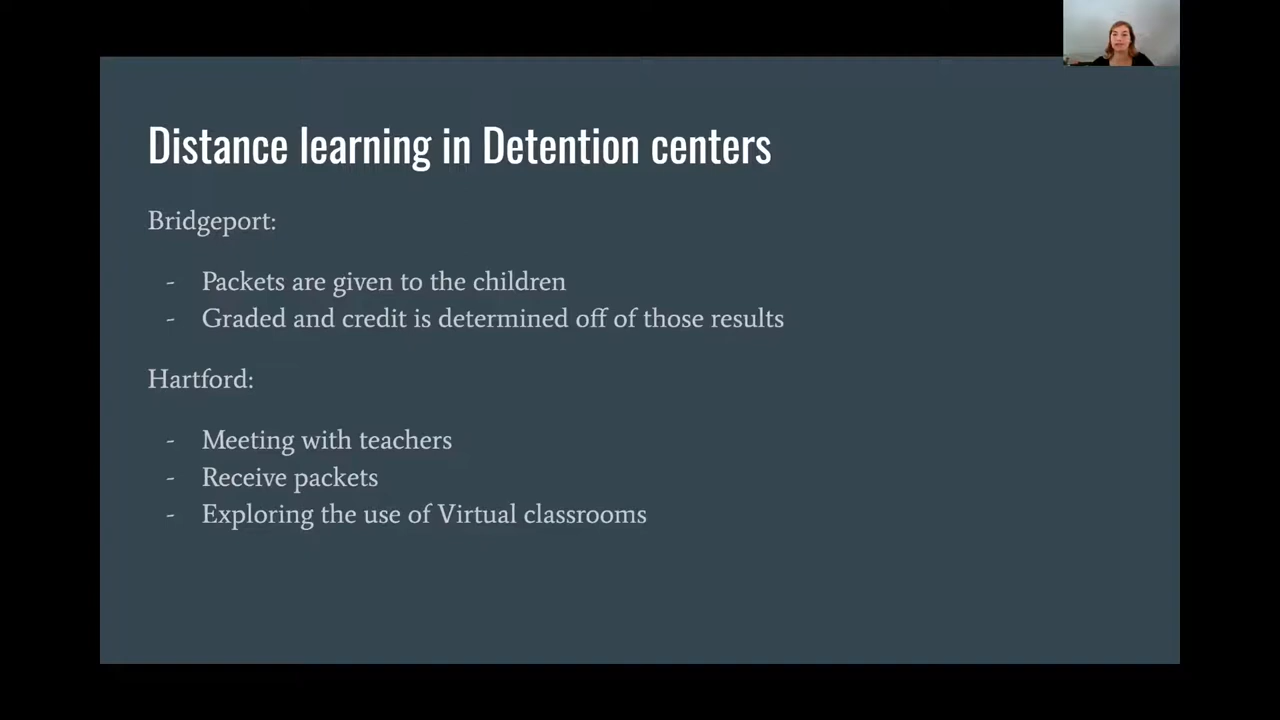 Distance learning in Detention centers
Bridgeport:
- Packets are given to the children
- Graded and credit is determined off of those results
Hartford:
- Meeting with teachers
- Receive packets
- Exploring the use of Virtual classrooms